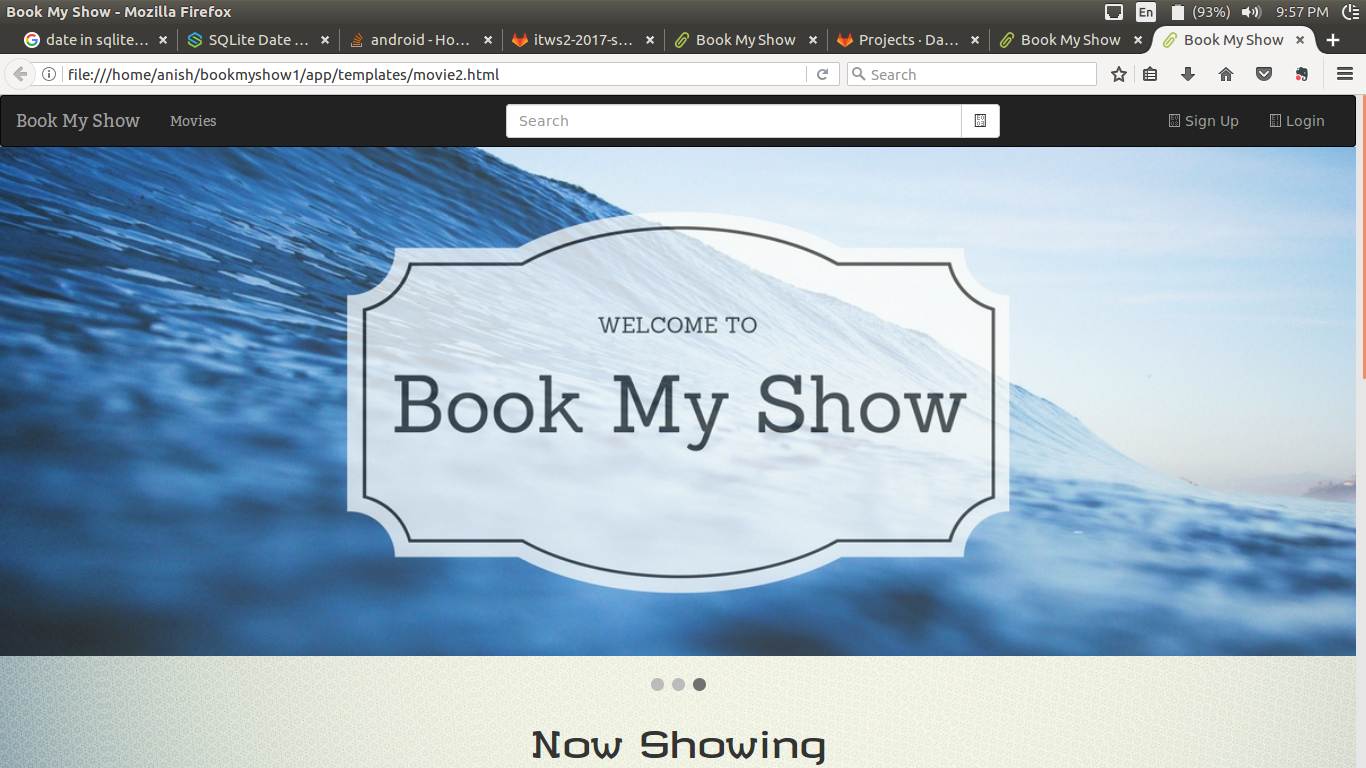 Book My Show - Mozilla Firefox
En (93%) 9:57 PM
date in sqlite... SQLite Date ... android - Ho... itws2-2017-s... Book My Show Projects · Da... Book My Show Book My Show
file:///home/anish/bookmyshow1/app/templates/movie2.html Search
Book My Show Movies Search Sign Up Login
WELCOME TO
Book My Show
Now Showing